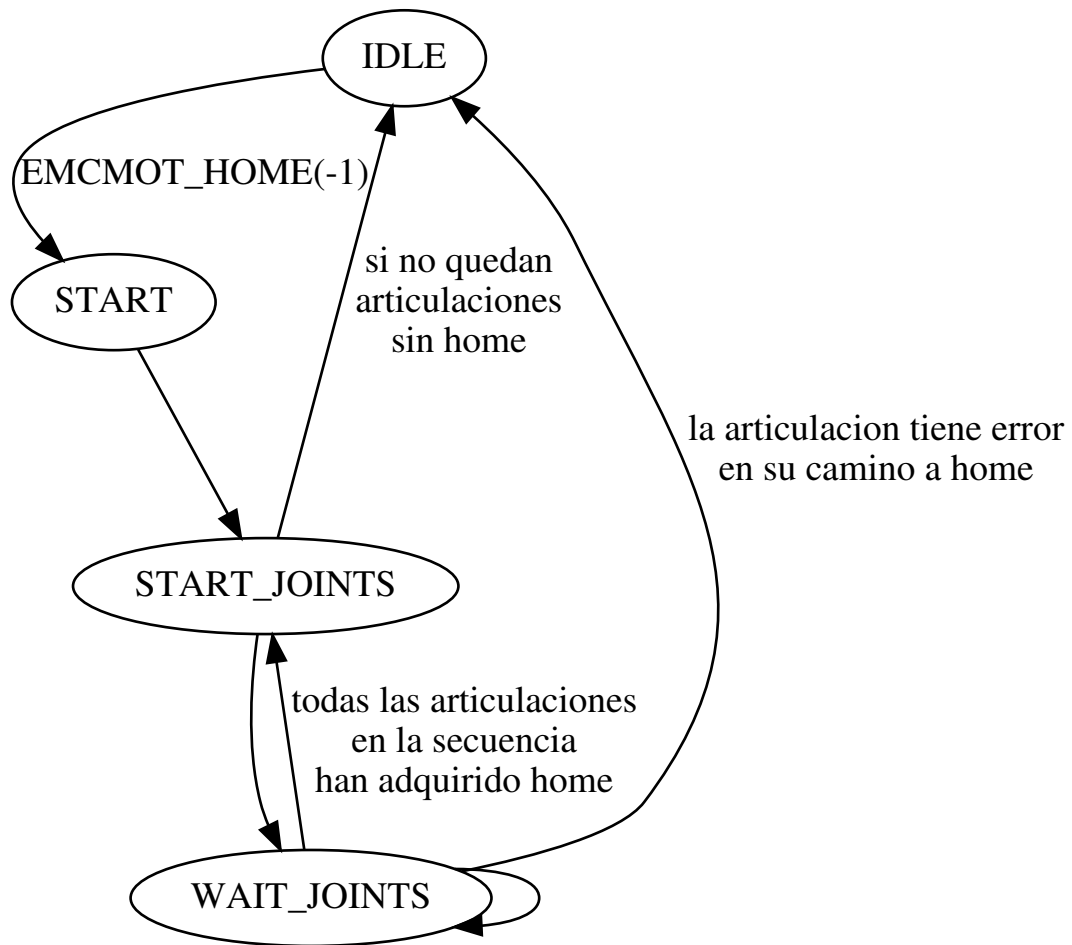 IDLE
EMCMOT_HOME(-1)
si no quedan
articulaciones
sin home
START
la articulacion tiene error
en su camino a home
START_JOINTS
todas las articulaciones
en la secuencia
han adquirido home
WAIT_JOINTS